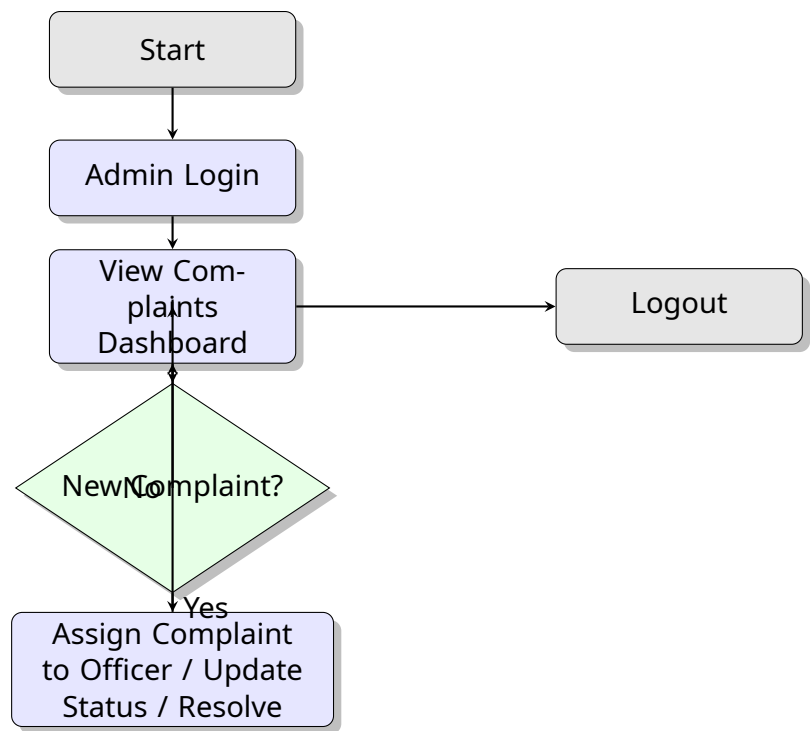 Start
Admin Login
View Com-
plaints
Dashboard
Logout
New Complaint?
No
Yes
Assign Complaint
to Officer / Update
Status / Resolve